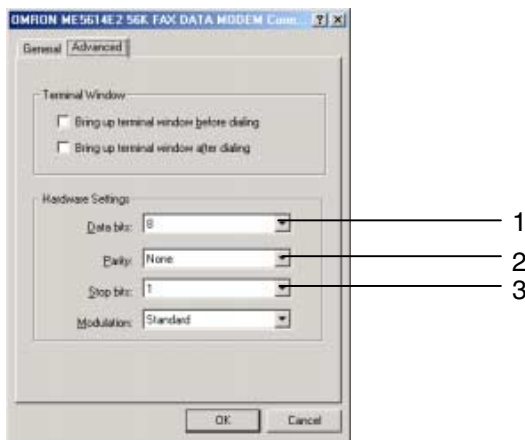 OMRON ME5614E2 56K FAX DATA MODEM Conn... ? X
General Advanced
Terminal Window
Bring up terminal window before dialing
Bring up terminal window after dialing
Hardware Settings
Data bits: 8 1
Parity: None 2
Stop bits: 1 3
Modulation: Standard
OK Cancel